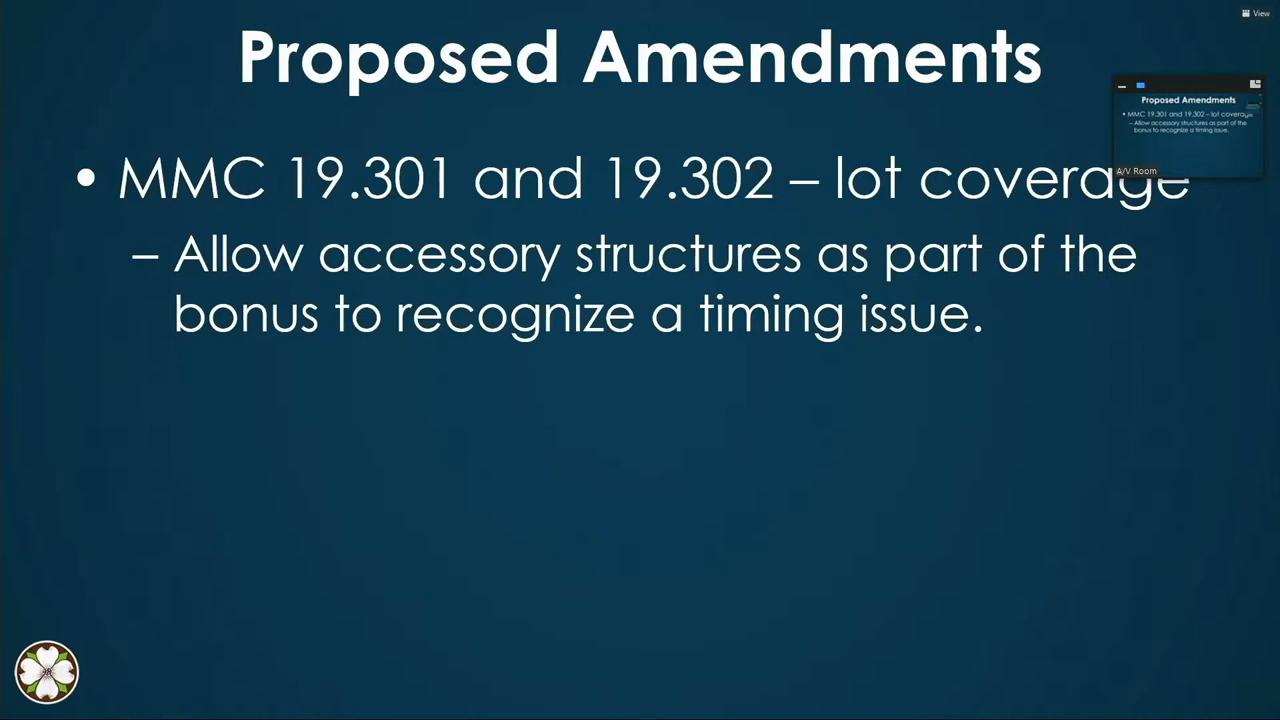 View
Proposed Amendments
• MMC 19.301 and 19.302 – lot coverage
– Allow accessory structures as part of the
bonus to recognize a timing issue.
Proposed Amendments
• MMC 19.301 and 19.302 – lot coverage
– Allow accessory structures as part of the
bonus to recognize a timing issue.
A/V Room